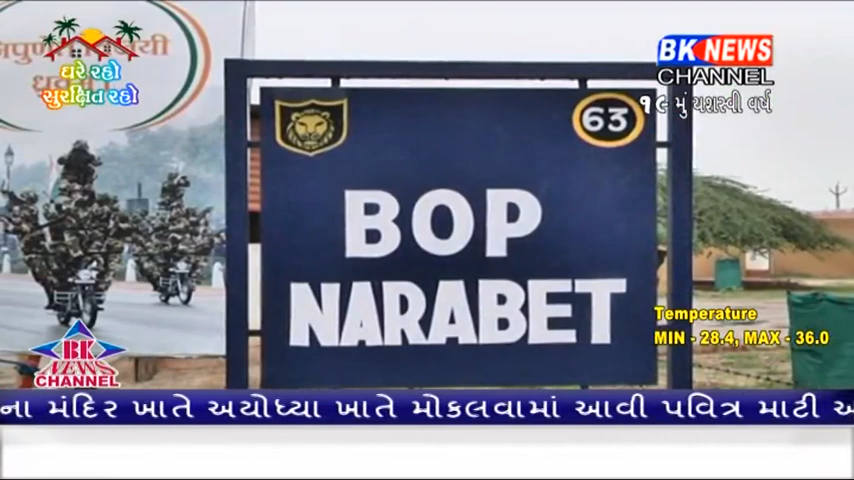 ઘરે રહો
સુરક્ષિત રહો
BK NEWS
CHANNEL
૧૯ મું યશસ્વી વર્ષ
63
BOP
NARABET
Temperature
MIN - 28.4, MAX - 36.0
BK
NEWS
CHANNEL
ના મંદિર ખાતે અયોધ્યા ખાતે મોકલવામાં આવી પવિત્ર માટી